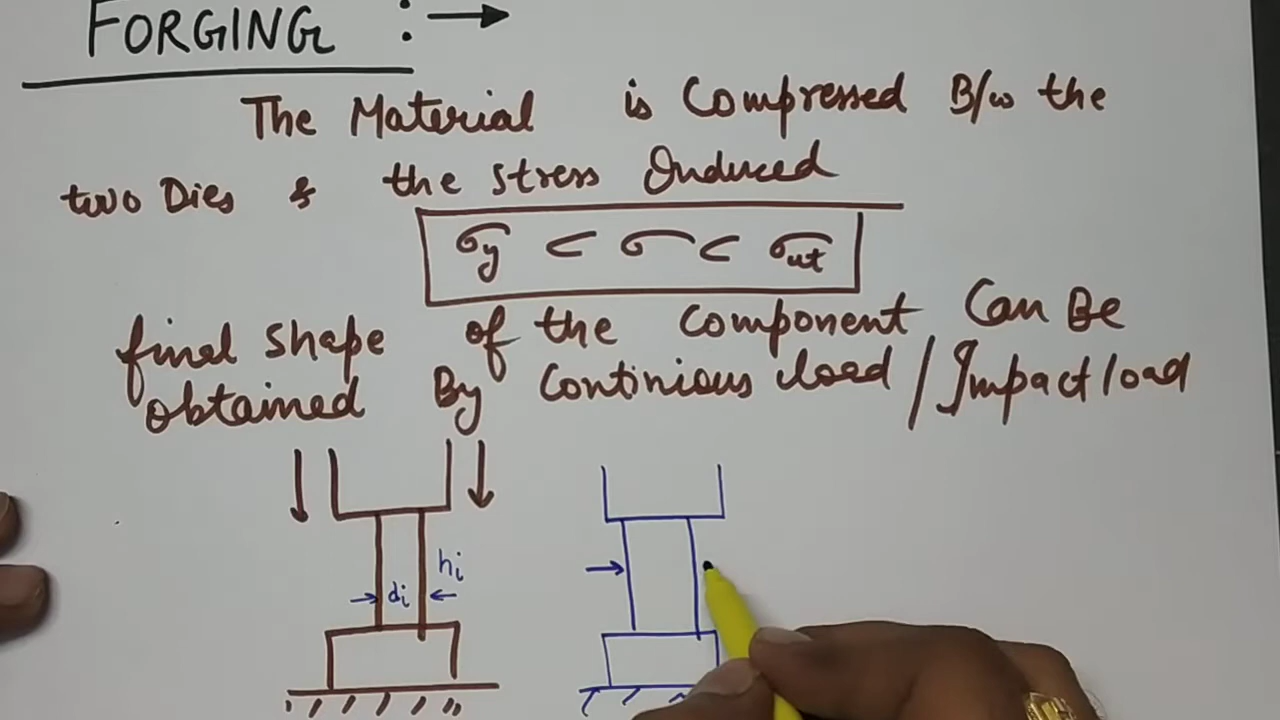 FORGING : →
The Material is Compressed B/w the
two Dies & the stress Induced
σy < σ < σut
final shape of the component Can Be
obtained By continious load / Impact load
di hi